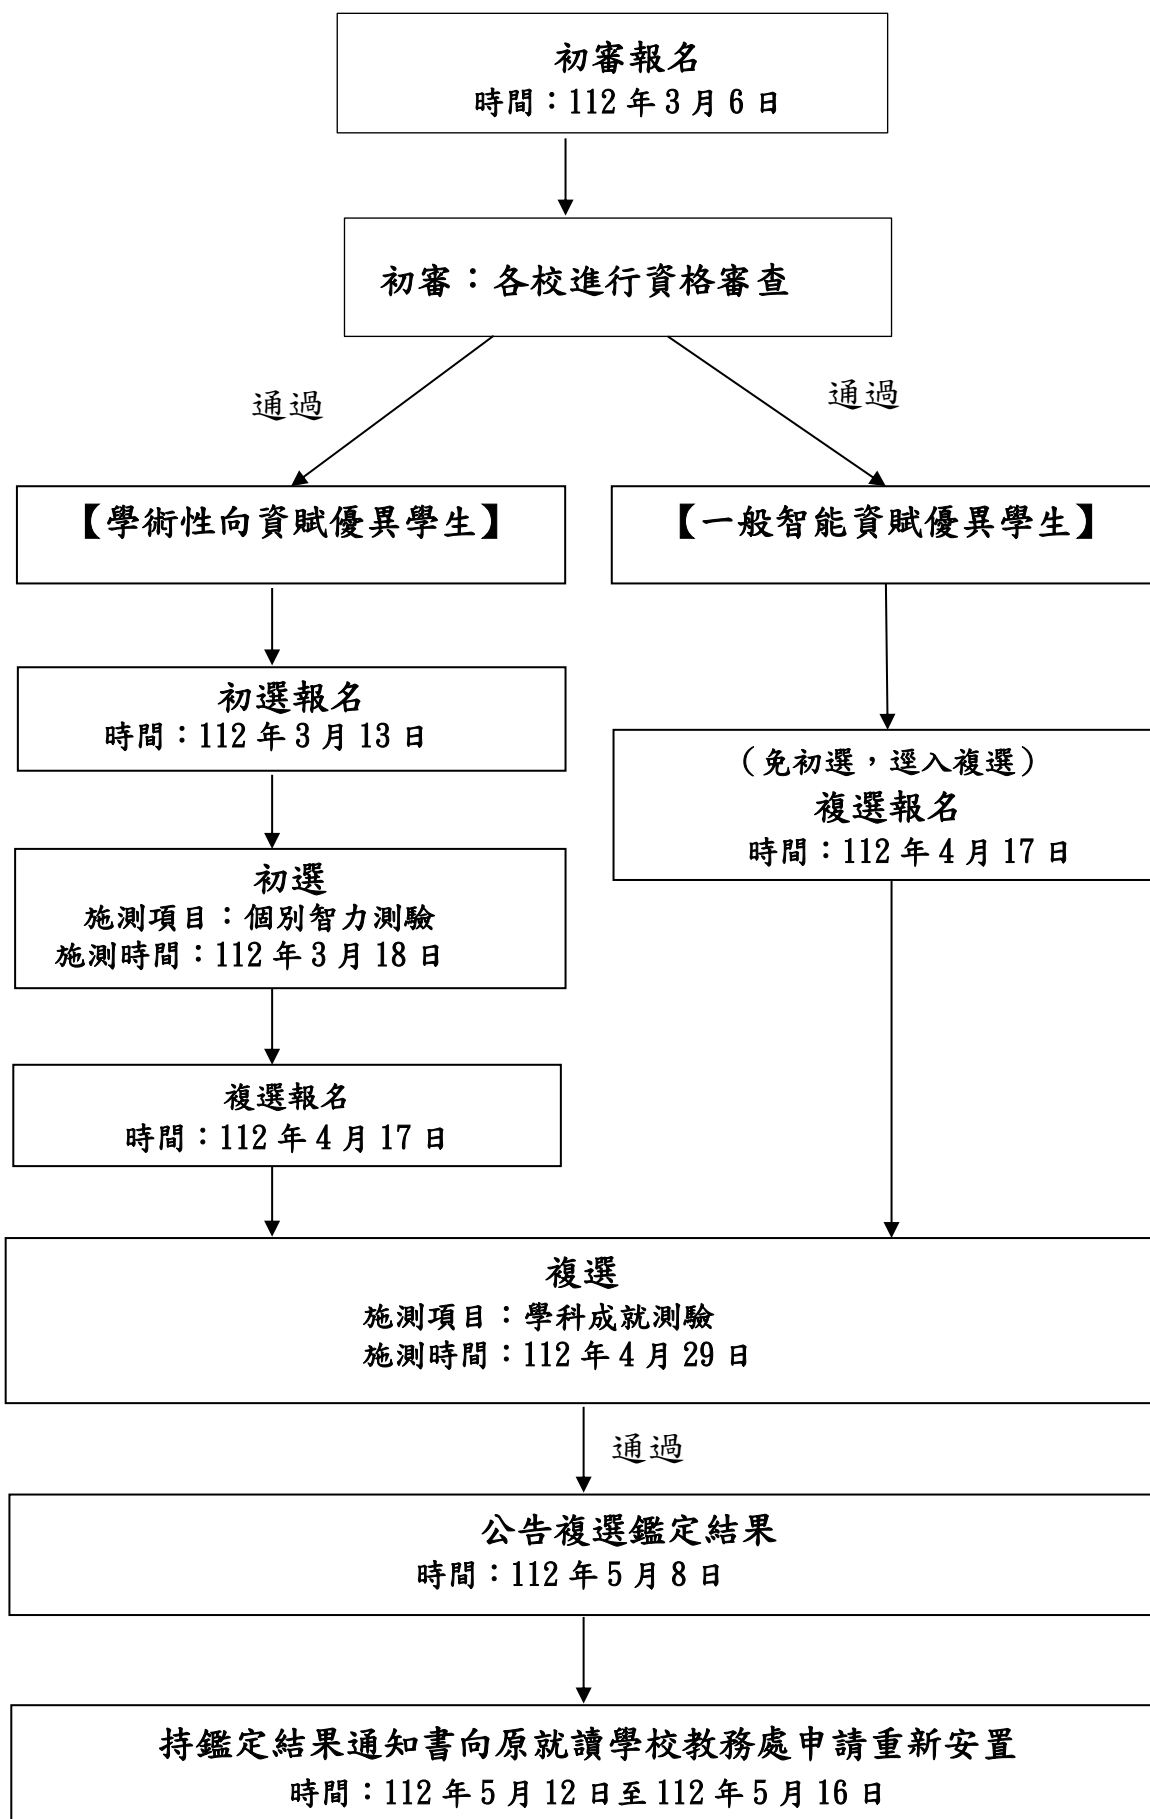 初審報名
時間：112 年 3 月 6 日
初審：各校進行資格審查
通過
通過
【學術性向資賦優異學生】
【一般智能資賦優異學生】
初選報名
時間：112 年 3 月 13 日
（免初選，逕入複選）
複選報名
時間：112 年 4 月 17 日
初選
施測項目：個別智力測驗
施測時間：112 年 3 月 18 日
複選報名
時間：112 年 4 月 17 日
複選
施測項目：學科成就測驗
施測時間：112 年 4 月 29 日
通過
公告複選鑑定結果
時間：112 年 5 月 8 日
持鑑定結果通知書向原就讀學校教務處申請重新安置
時間：112 年 5 月 12 日至 112 年 5 月 16 日